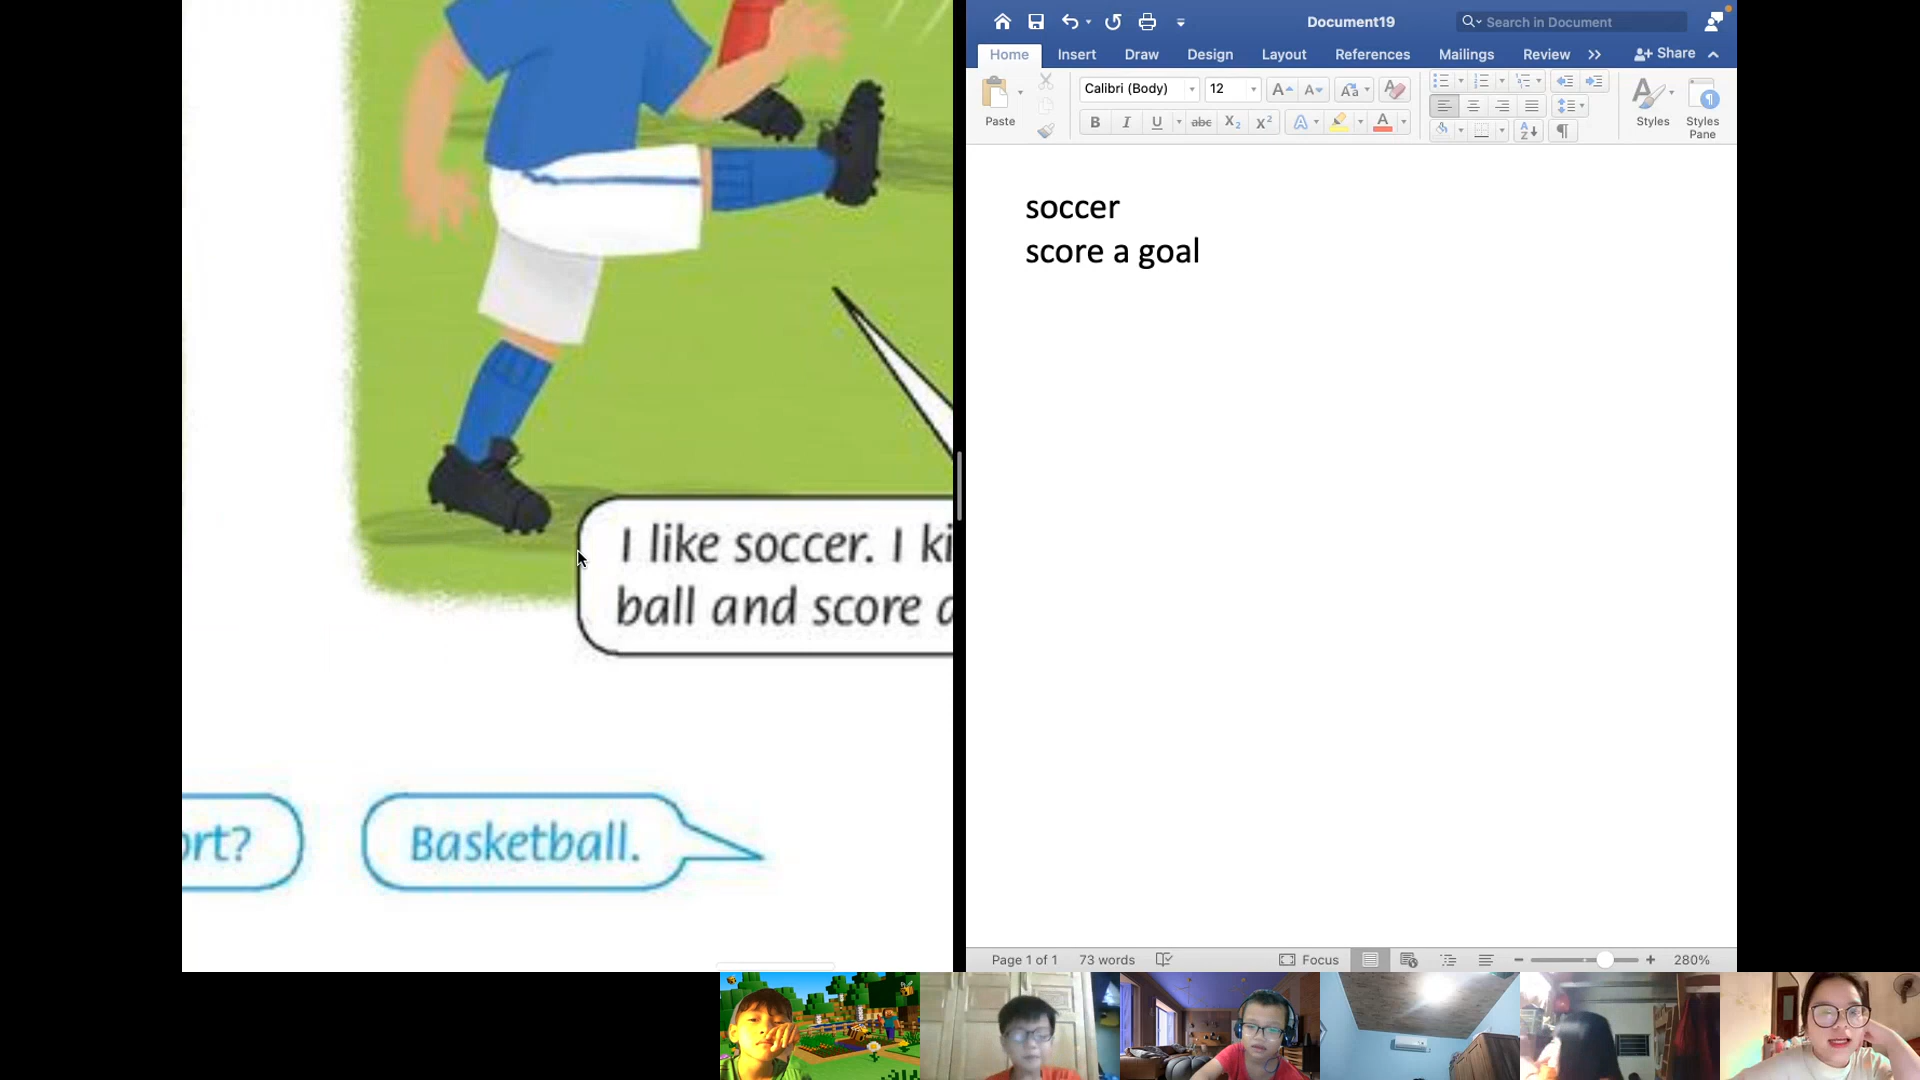 I like soccer. I ki
ball and score a
ort?
Basketball.
Document19
Search in Document
Home
Insert
Draw
Design
Layout
References
Mailings
Review
Share
Paste
Calibri (Body)
12
Styles
Styles
Pane
soccer
score a goal
Page 1 of 1
73 words
Focus
280%